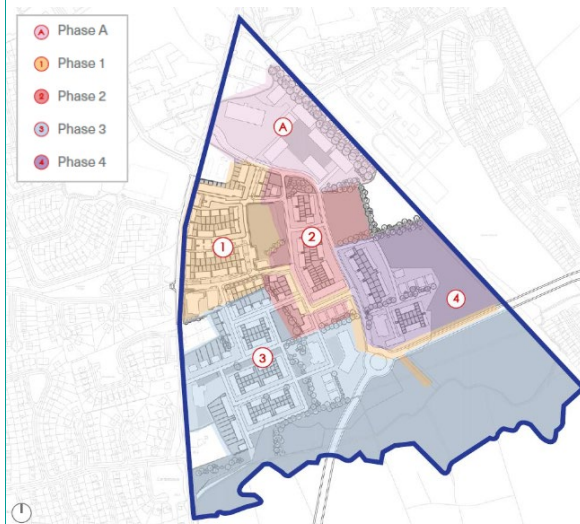 A Phase A
1 Phase 1
2 Phase 2
3 Phase 3
4 Phase 4
A
1
2
3
4